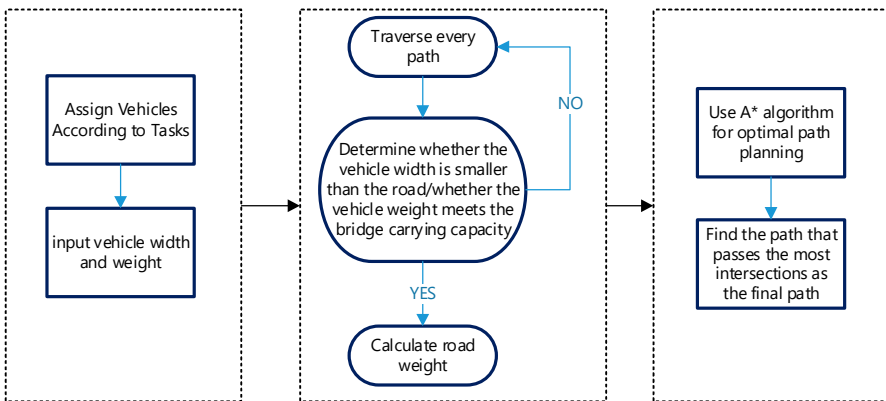 Assign Vehicles
According to Tasks
input vehicle width
and weight
Traverse every
path
NO
Determine whether the
vehicle width is smaller
than the road/whether the
vehicle weight meets the
bridge carrying capacity
YES
Calculate road
weight
Use A* algorithm
for optimal path
planning
Find the path that
passes the most
intersections as
the final path